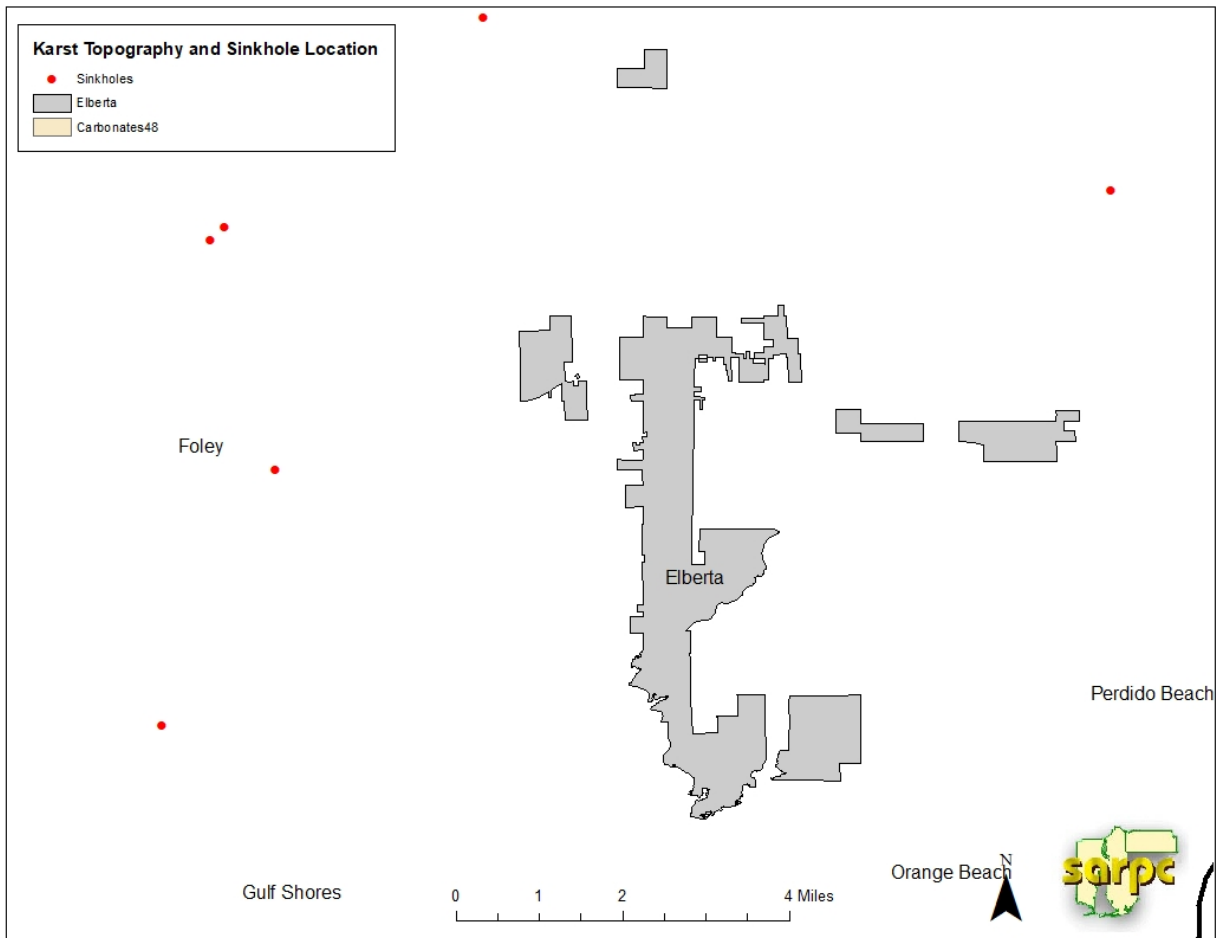 Karst Topography and Sinkhole Location
Sinkholes
Elberta
Carbonates48
Foley
Elberta
Perdido Beach
Orange Beach
N
sarpc
Gulf Shores
0 1 2 4 Miles